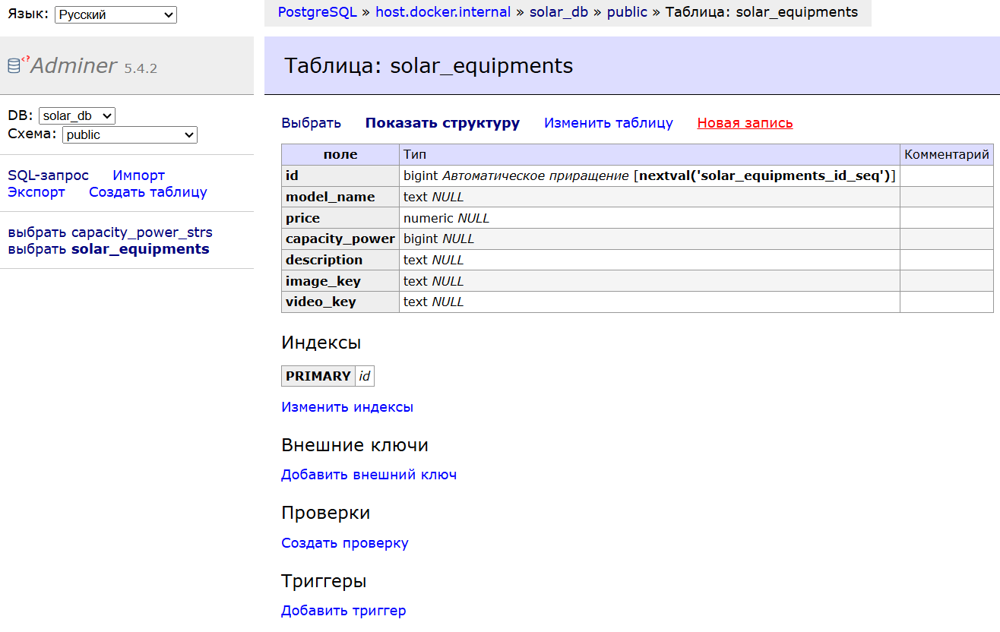 Язык: Русский
PostgreSQL » host.docker.internal » solar_db » public » Таблица: solar_equipments
<?Adminer 5.4.2
Таблица: solar_equipments
DB: solar_db
Схема: public
SQL-запрос Импорт
Экспорт Создать таблицу
выбрать capacity_power_strs
выбрать solar_equipments
Выбрать Показать структуру Изменить таблицу Новая запись
поле Тип Комментарий
id bigint Автоматическое приращение [nextval('solar_equipments_id_seq')]
model_name text NULL
price numeric NULL
capacity_power bigint NULL
description text NULL
image_key text NULL
video_key text NULL
Индексы
PRIMARY id
Изменить индексы
Внешние ключи
Добавить внешний ключ
Проверки
Создать проверку
Триггеры
Добавить триггер